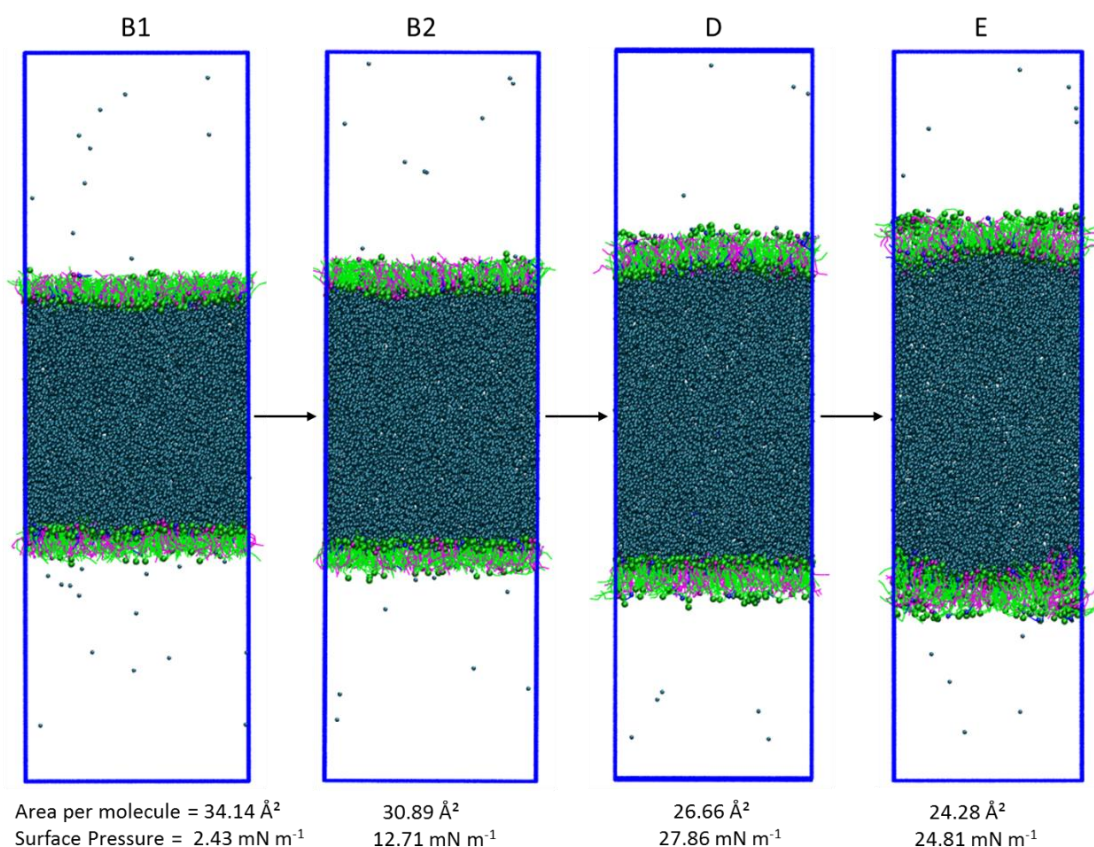 B1 B2 D E
Area per molecule = 34.14 Å² 30.89 Å² 26.66 Å² 24.28 Å²
Surface Pressure = 2.43 mN m⁻¹ 12.71 mN m⁻¹ 27.86 mN m⁻¹ 24.81 mN m⁻¹